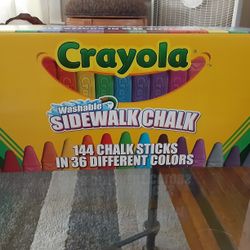 Crayola
Washable
SIDEWALK CHALK
144 CHALK STICKS
IN 36 DIFFERENT COLORS